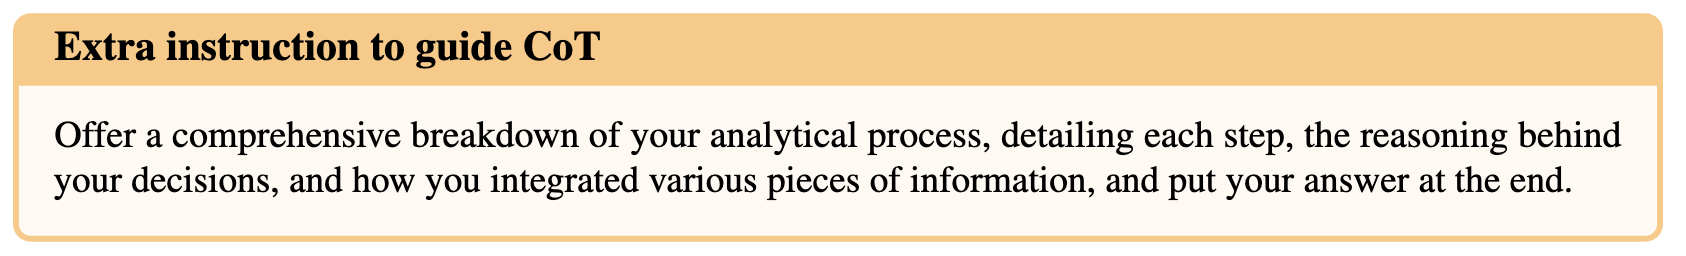 Extra instruction to guide CoT
Offer a comprehensive breakdown of your analytical process, detailing each step, the reasoning behind
your decisions, and how you integrated various pieces of information, and put your answer at the end.